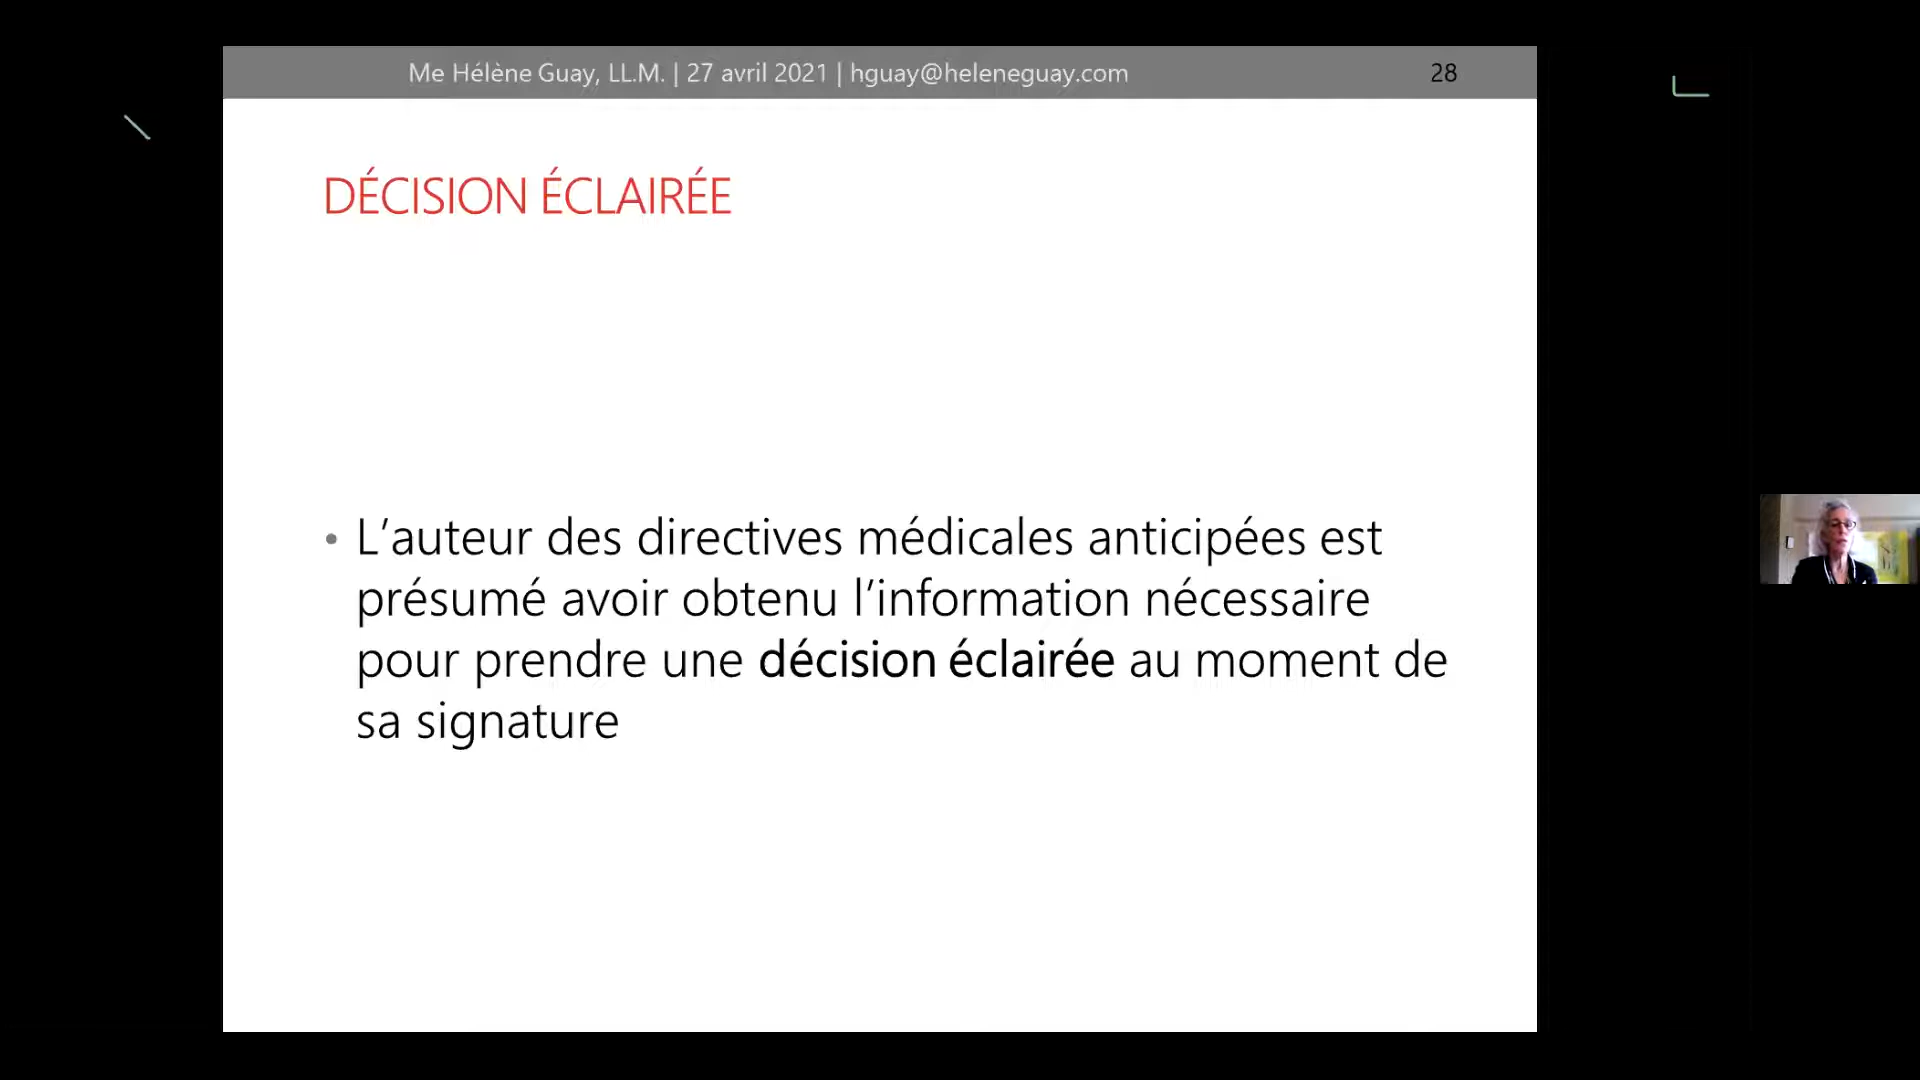 Me Hélène Guay, LL.M. | 27 avril 2021 | hguay@heleneguay.com 28
DÉCISION ÉCLAIRÉE
• L’auteur des directives médicales anticipées est
présumé avoir obtenu l’information nécessaire
pour prendre une décision éclairée au moment de
sa signature